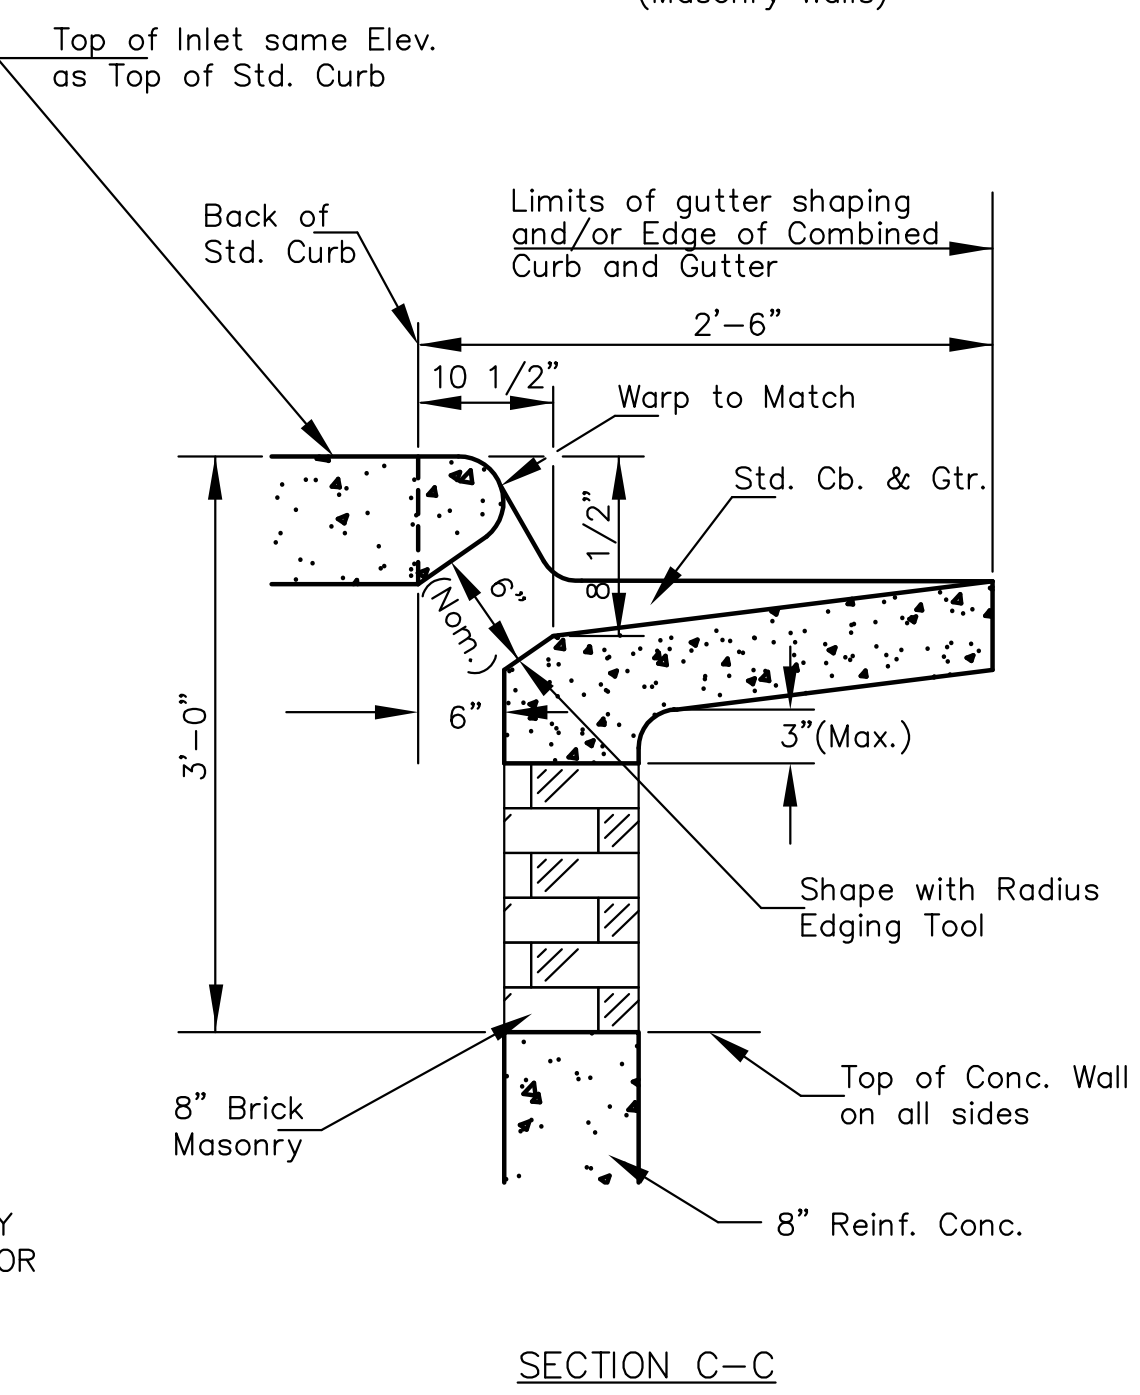 (Masonry Walls)
Top of Inlet same Elev.
as Top of Std. Curb
Back of
Std. Curb
Limits of gutter shaping
and/or Edge of Combined
Curb and Gutter
2'-6"
10 1/2"
Warp to Match
Std. Cb. & Gtr.
8 1/2"
6"
(Nom.)
3'-0"
6"
3"(Max.)
Shape with Radius
Edging Tool
Top of Conc. Wall
on all sides
8" Brick
Masonry
8" Reinf. Conc.
Y
OR
SECTION C-C